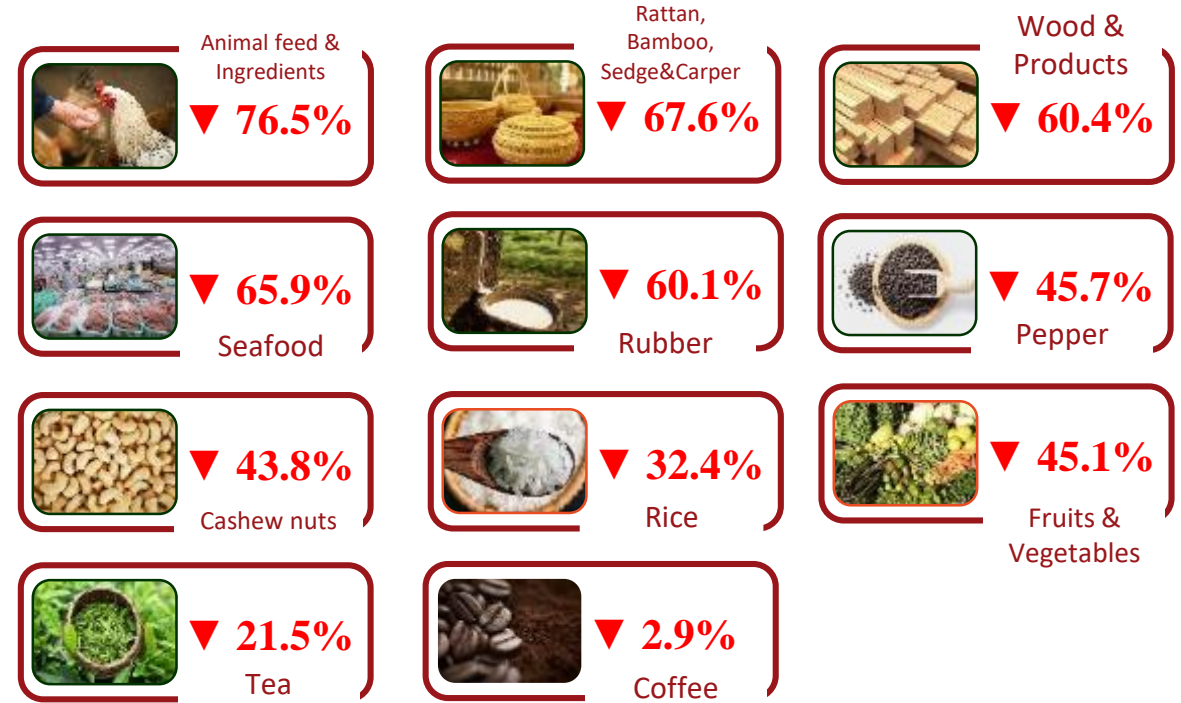 Animal feed &
Ingredients
▼ 76.5%
Rattan,
Bamboo,
Sedge&Carper
▼ 67.6%
Wood &
Products
▼ 60.4%
▼ 65.9%
Seafood
▼ 60.1%
Rubber
▼ 45.7%
Pepper
▼ 43.8%
Cashew nuts
▼ 32.4%
Rice
▼ 45.1%
Fruits &
Vegetables
▼ 21.5%
Tea
▼ 2.9%
Coffee